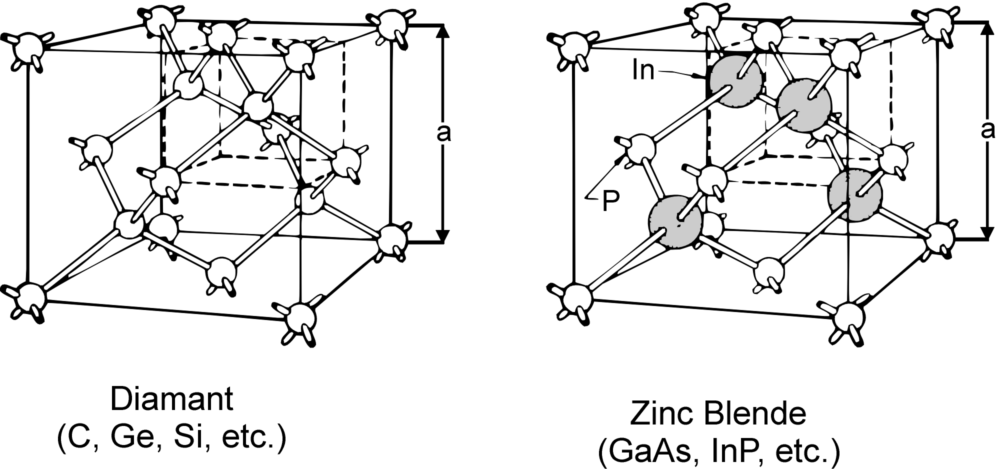 a
Diamant
(C, Ge, Si, etc.)
In
P
a
Zinc Blende
(GaAs, InP, etc.)